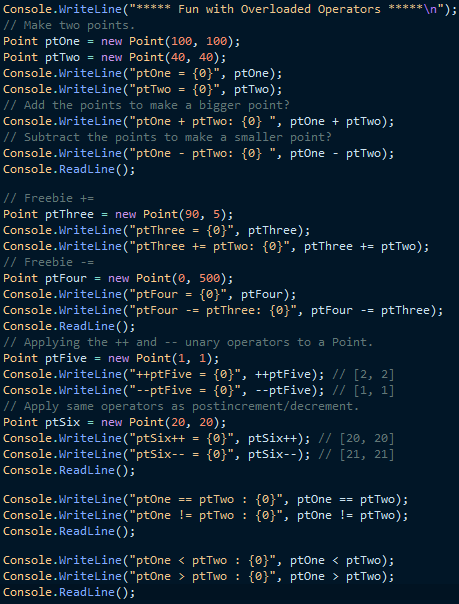 Console.WriteLine("***** Fun with Overloaded Operators *****\n");
// Make two points.
Point ptOne = new Point(100, 100);
Point ptTwo = new Point(40, 40);
Console.WriteLine("ptOne = {0}", ptOne);
Console.WriteLine("ptTwo = {0}", ptTwo);
// Add the points to make a bigger point?
Console.WriteLine("ptOne + ptTwo: {0} ", ptOne + ptTwo);
// Subtract the points to make a smaller point?
Console.WriteLine("ptOne - ptTwo: {0} ", ptOne - ptTwo);
Console.ReadLine();

// Freebie +=
Point ptThree = new Point(90, 5);
Console.WriteLine("ptThree = {0}", ptThree);
Console.WriteLine("ptThree += ptTwo: {0}", ptThree += ptTwo);
// Freebie -=
Point ptFour = new Point(0, 500);
Console.WriteLine("ptFour = {0}", ptFour);
Console.WriteLine("ptFour -= ptThree: {0}", ptFour -= ptThree);
Console.ReadLine();
// Applying the ++ and -- unary operators to a Point.
Point ptFive = new Point(1, 1);
Console.WriteLine("++ptFive = {0}", ++ptFive); // [2, 2]
Console.WriteLine("--ptFive = {0}", --ptFive); // [1, 1]
// Apply same operators as postincrement/decrement.
Point ptSix = new Point(20, 20);
Console.WriteLine("ptSix++ = {0}", ptSix++); // [20, 20]
Console.WriteLine("ptSix-- = {0}", ptSix--); // [21, 21]
Console.ReadLine();

Console.WriteLine("ptOne == ptTwo : {0}", ptOne == ptTwo);
Console.WriteLine("ptOne != ptTwo : {0}", ptOne != ptTwo);
Console.ReadLine();

Console.WriteLine("ptOne < ptTwo : {0}", ptOne < ptTwo);
Console.WriteLine("ptOne > ptTwo : {0}", ptOne > ptTwo);
Console.ReadLine();